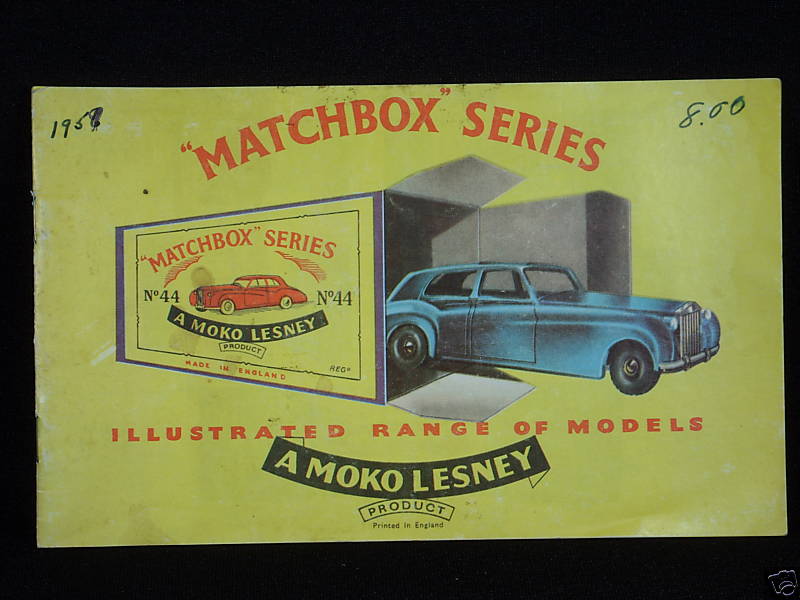 1958
8.00
"MATCHBOX" SERIES
"MATCHBOX" SERIES
Nº44 Nº44
A MOKO LESNEY
PRODUCT
MADE IN ENGLAND
REGD
ILLUSTRATED RANGE OF MODELS
A MOKO LESNEY
PRODUCT
Printed in England